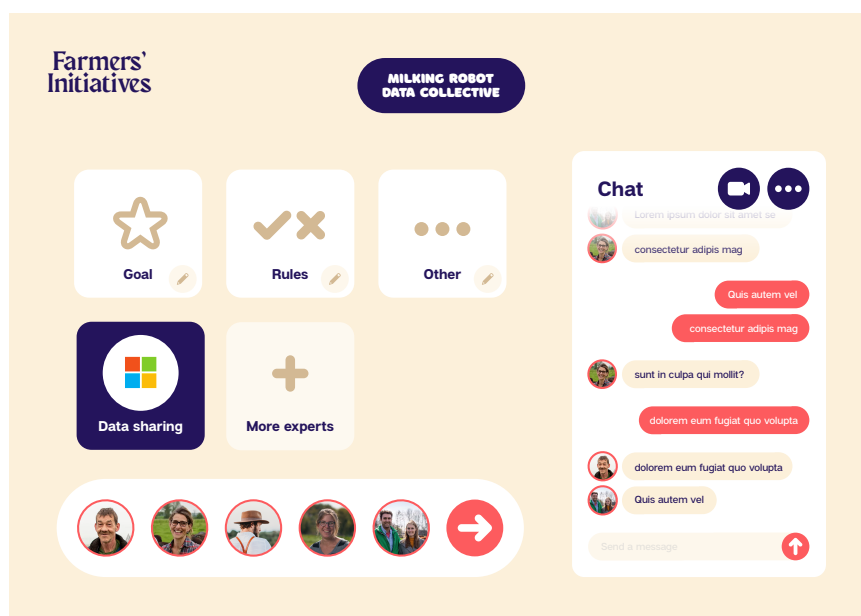 Farmers'
Initiatives
MILKING ROBOT
DATA COLLECTIVE
Goal
Rules
Other
Data sharing
More experts
Chat
Lorem ipsum dolor sit amet se
consectetur adipis mag
Quis autem vel
consectetur adipis mag
sunt in culpa qui mollit?
dolorem eum fugiat quo volupta
dolorem eum fugiat quo volupta
Quis autem vel
Send a message